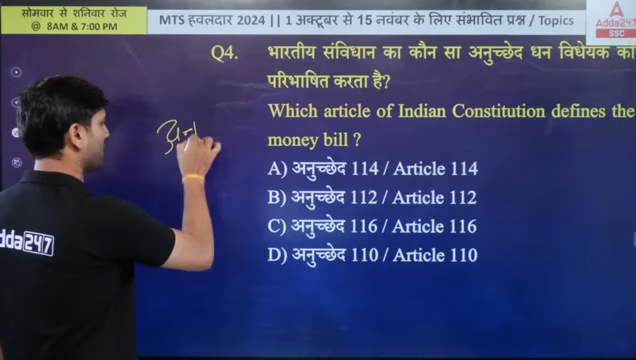 सोमवार से शनिवार रोज
@ 8AM & 7:00 PM
MTS हवलदार 2024 || 1 अक्टूबर से 15 नवंबर के लिए संभावित प्रश्न / Topics
Adda247
SSC
Q4. भारतीय संविधान का कौन सा अनुच्छेद धन विधेयक को
परिभाषित करता है?
Which article of Indian Constitution defines the
money bill ?
A) अनुच्छेद 114 / Article 114
B) अनुच्छेद 112 / Article 112
C) अनुच्छेद 116 / Article 116
D) अनुच्छेद 110 / Article 110
धन
adda247